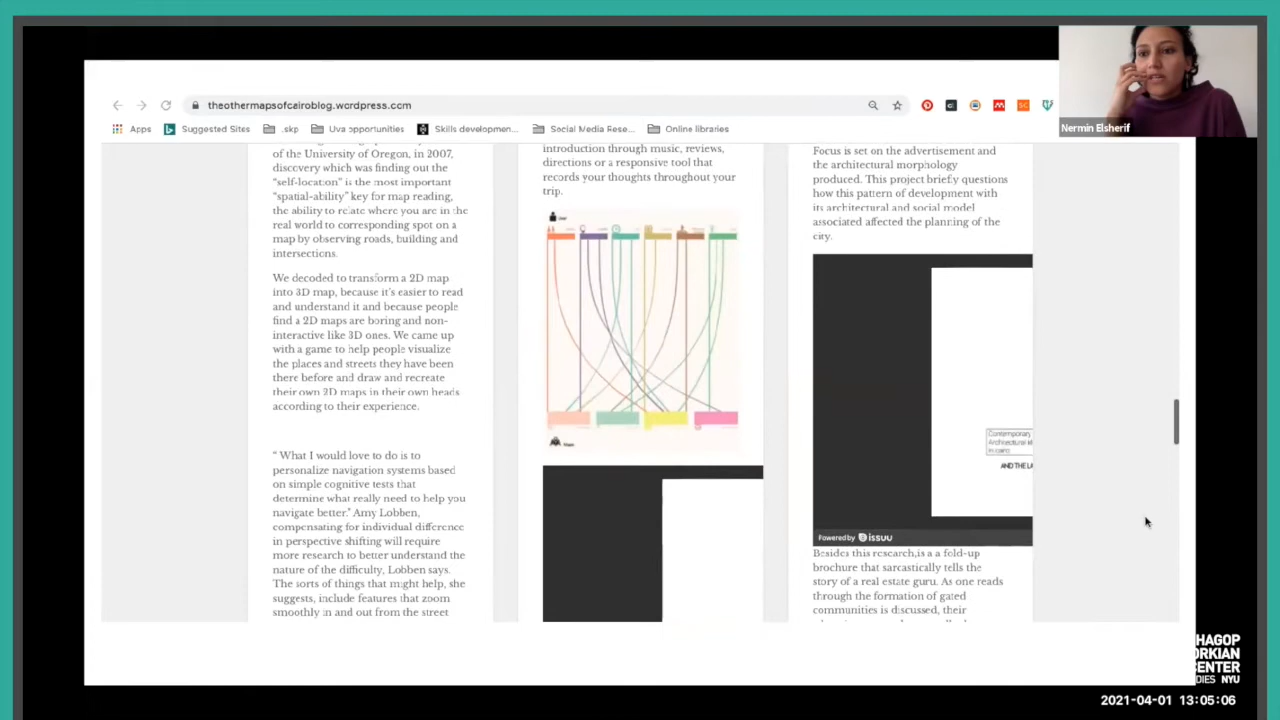 Nermin Elsherif
theothermapsofcairoblog.wordpress.com
Apps
Suggested Sites
.skp
Uva opportunities
Skills developmen...
Social Media Rese...
Online libraries
of the University of Oregon, in 2007,
discovery which was finding out the
"self-location" is the most important
"spatial-ability" key for map reading,
the ability to relate where you are in the
real world to corresponding spot on a
map by observing roads, building and
intersections.
We decoded to transform a 2D map
into 3D map, because it's easier to read
and understand it and because people
find a 2D maps are boring and non-
interactive like 3D ones. We came up
with a game to help people visualize
the places and streets they have been
there before and draw and recreate
their own 2D maps in their own heads
according to their experience.
" What I would love to do is to
personalize navigation systems based
on simple cognitive tests that
determine what really need to help you
navigate better." Amy Lobben,
compensating for individual difference
in perspective shifting will require
more research to better understand the
nature of the difficulty, Lobben says.
The sorts of things that might help, she
suggests, include features that zoom
smoothly in and out from the street
introduction through music, reviews,
directions or a responsive tool that
records your thoughts throughout your
trip.
Focus is set on the advertisement and
the architectural morphology
produced. This project briefly questions
how this pattern of development with
its architectural and social model
associated affected the planning of the
city.
Contemporary
Architectural id
in cairo
AND THE LA
Powered by issuu
Besides this research,is a a fold-up
brochure that sarcastically tells the
story of a real estate guru. As one reads
through the formation of gated
communities is discussed, their
HAGOP
ORKIAN
CENTER
DIES NYU
2021-04-01 13:05:06